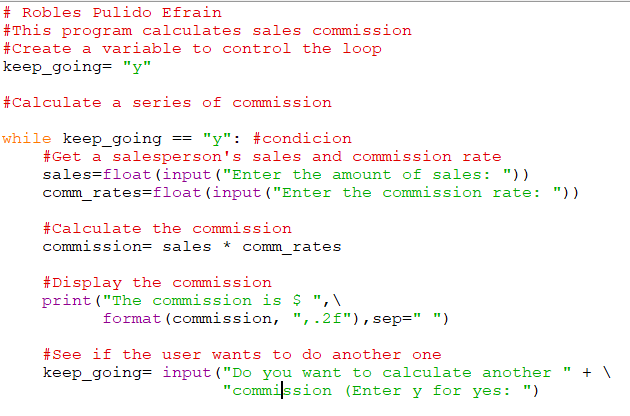 # Robles Pulido Efrain
#This program calculates sales commission
#Create a variable to control the loop
keep_going= "y"
#Calculate a series of commission
while keep_going == "y": #condicion
#Get a salesperson's sales and commission rate
sales=float(input("Enter the amount of sales: "))
comm_rates=float(input("Enter the commission rate: "))
#Calculate the commission
commission= sales * comm_rates
#Display the commission
print("The commission is $ ",\
format(commission, ",.2f"),sep=" ")
#See if the user wants to do another one
keep_going= input("Do you want to calculate another " + \
"commission (Enter y for yes: ")